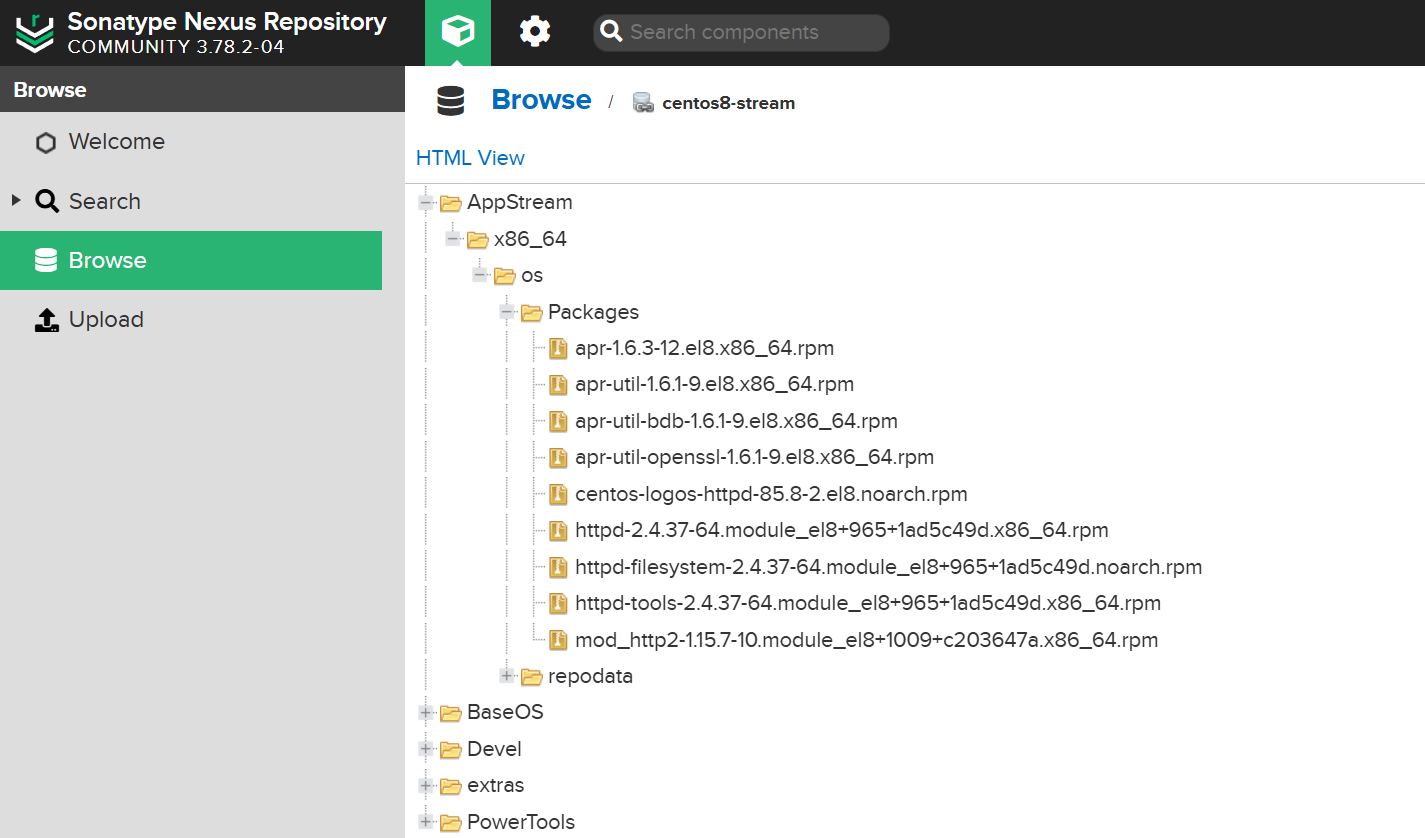 Sonatype Nexus Repository
COMMUNITY 3.78.2-04
Search components
Browse
Welcome
Search
Browse
Upload
Browse / centos8-stream
HTML View
AppStream
x86_64
os
Packages
apr-1.6.3-12.el8.x86_64.rpm
apr-util-1.6.1-9.el8.x86_64.rpm
apr-util-bdb-1.6.1-9.el8.x86_64.rpm
apr-util-openssl-1.6.1-9.el8.x86_64.rpm
centos-logos-httpd-85.8-2.el8.noarch.rpm
httpd-2.4.37-64.module_el8+965+1ad5c49d.x86_64.rpm
httpd-filesystem-2.4.37-64.module_el8+965+1ad5c49d.noarch.rpm
httpd-tools-2.4.37-64.module_el8+965+1ad5c49d.x86_64.rpm
mod_http2-1.15.7-10.module_el8+1009+c203647a.x86_64.rpm
repodata
BaseOS
Devel
extras
PowerTools